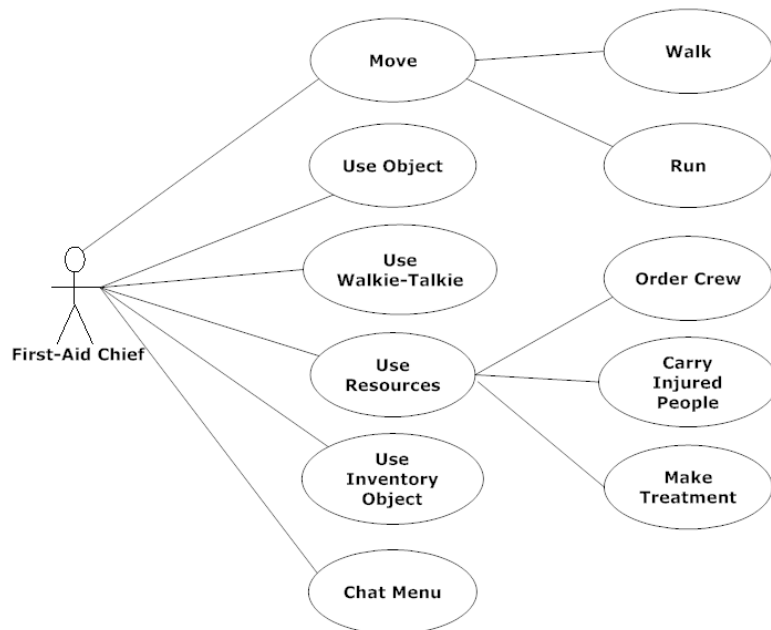 Move
Walk
Run
Use Object
Use
Walkie-Talkie
First-Aid Chief
Use
Resources
Order Crew
Carry
Injured
People
Make
Treatment
Use
Inventory
Object
Chat Menu